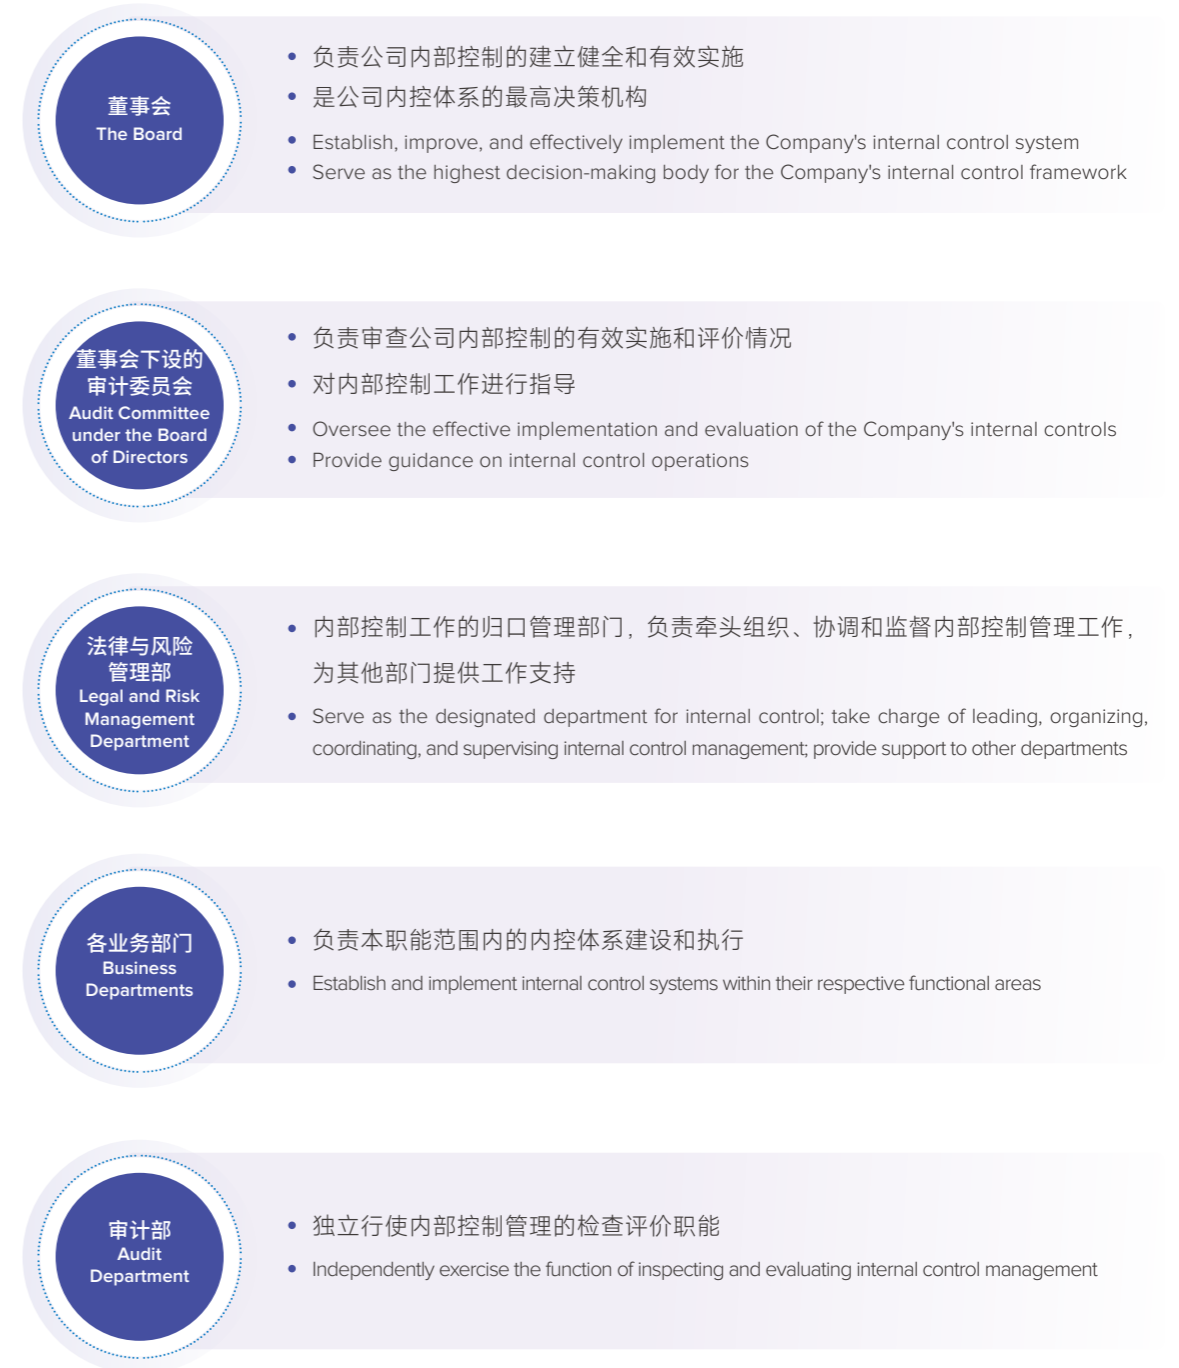 董事会
The Board
负责公司内部控制的建立健全和有效实施
是公司内控体系的最高决策机构
Establish, improve, and effectively implement the Company's internal control system
Serve as the highest decision-making body for the Company's internal control framework
董事会下设的
审计委员会
Audit Committee
under the Board
of Directors
负责审查公司内部控制的有效实施和评价情况
对内部控制工作进行指导
Oversee the effective implementation and evaluation of the Company's internal controls
Provide guidance on internal control operations
法律与风险
管理部
Legal and Risk
Management
Department
内部控制工作的归口管理部门，负责牵头组织、协调和监督内部控制管理工作，
为其他部门提供工作支持
Serve as the designated department for internal control; take charge of leading, organizing,
coordinating, and supervising internal control management; provide support to other departments
各业务部门
Business
Departments
负责本职能范围内的内控体系建设和执行
Establish and implement internal control systems within their respective functional areas
审计部
Audit
Department
独立行使内部控制管理的检查评价职能
Independently exercise the function of inspecting and evaluating internal control management